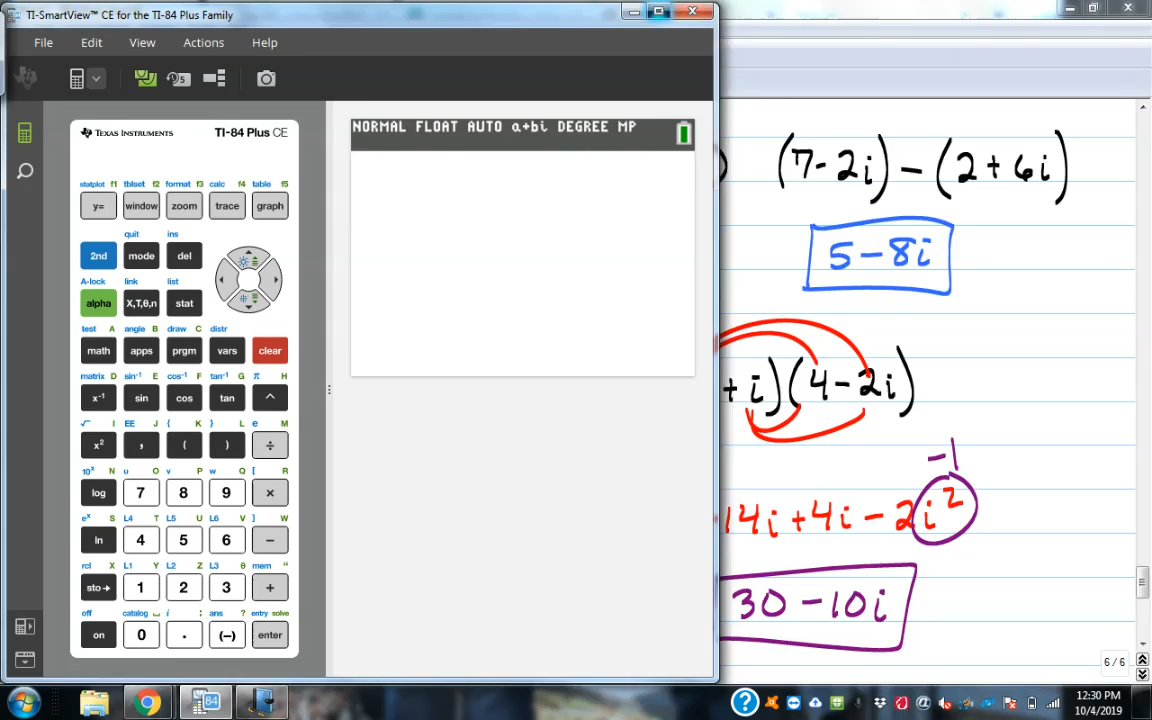 TI-SmartView™ CE for the TI-84 Plus Family
File Edit View Actions Help
TEXAS INSTRUMENTS TI-84 Plus CE
statplot f1 tblset f2 format f3 calc f4 table f5
y= window zoom trace graph
quit ins
2nd mode del
A-lock link list
alpha X,T,θ,n stat
test A angle B draw C distr
math apps prgm vars clear
matrix D sin⁻¹ E cos⁻¹ F tan⁻¹ G π H
x⁻¹ sin cos tan ^
√ I EE J { K } L e M
x² , ( ) ÷
10ˣ N u O v P w Q [ R
log 7 8 9 ×
eˣ S L4 T L5 U L6 V ] W
ln 4 5 6 −
rcl X L1 Y L2 Z L3 θ mem "
sto→ 1 2 3 +
off catalog ⎵ i : ans ? entry solve
on 0 . (−) enter
NORMAL FLOAT AUTO a+bi DEGREE MP
) (7-2i) - (2+6i)
5-8i
+ i)(4-2i)
-1
14i+4i-2i²
30-10i
6/6
84
12:30 PM
10/4/2019